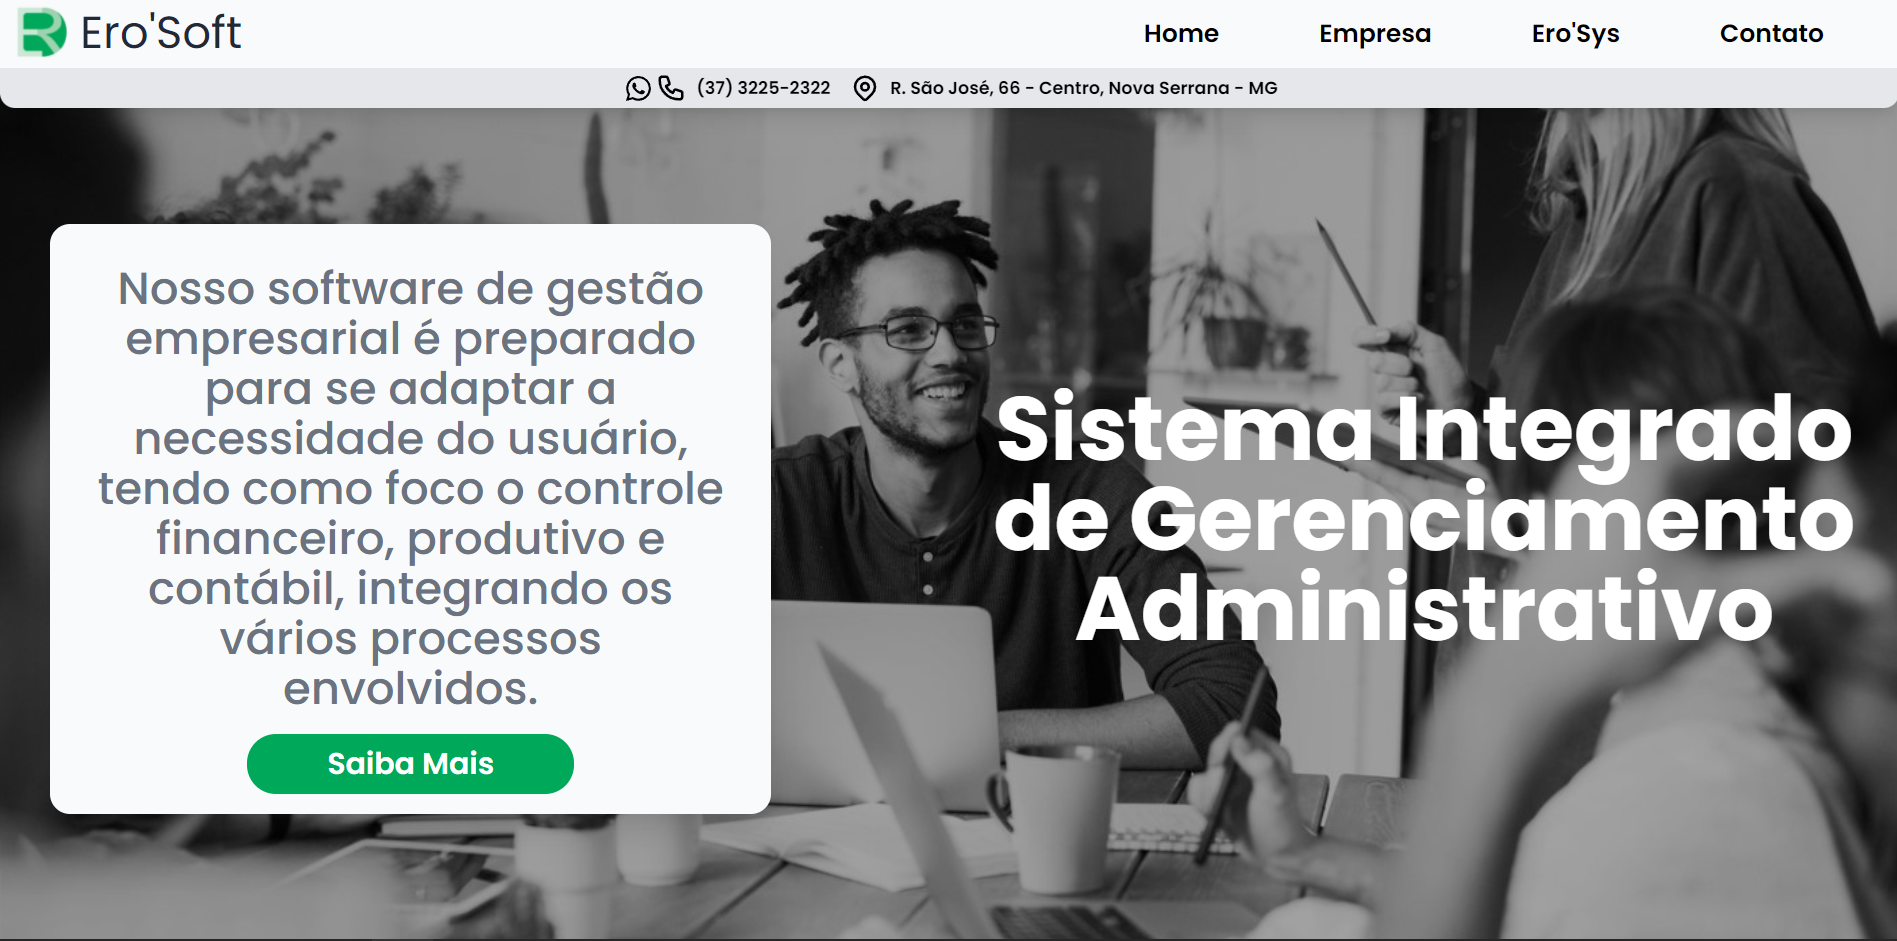 Ero'Soft
Home Empresa Ero'Sys Contato
(37) 3225-2322 R. São José, 66 - Centro, Nova Serrana - MG
Nosso software de gestão
empresarial é preparado
para se adaptar a
necessidade do usuário,
tendo como foco o controle
financeiro, produtivo e
contábil, integrando os
vários processos
envolvidos.
Saiba Mais
Sistema Integrado
de Gerenciamento
Administrativo